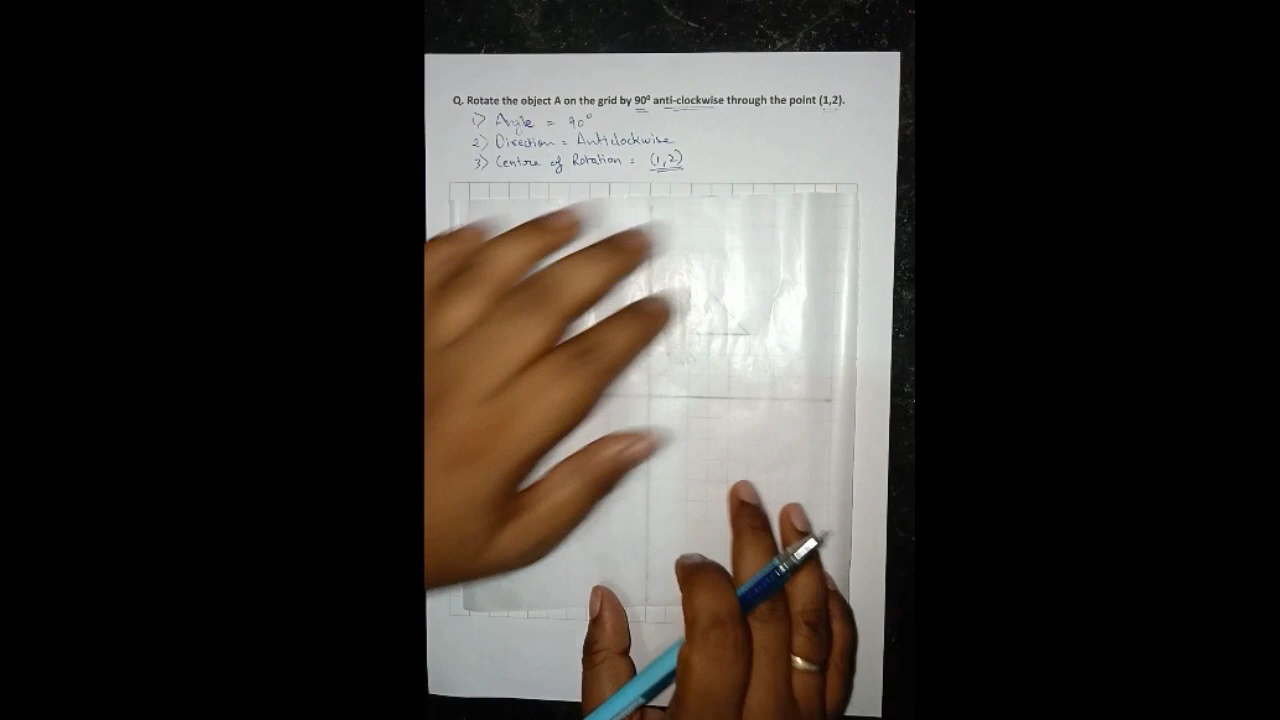 Q. Rotate the object A on the grid by 90⁰ anti-clockwise through the point (1,2).
1) Angle = 90°
2) Direction = Anticlockwise
3) Centre of Rotation = (1,2)